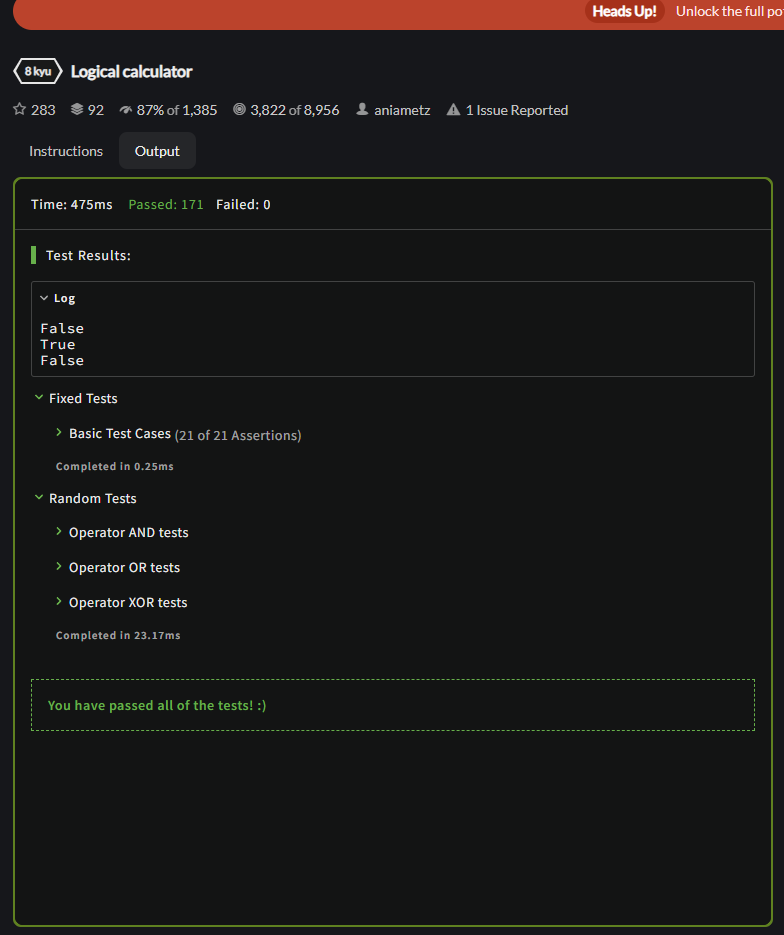 Heads Up! Unlock the full po
8 kyu Logical calculator
283 92 87% of 1,385 3,822 of 8,956 aniametz 1 Issue Reported
Instructions Output
Time: 475ms Passed: 171 Failed: 0
Test Results:
Log
False
True
False
Fixed Tests
Basic Test Cases (21 of 21 Assertions)
Completed in 0.25ms
Random Tests
Operator AND tests
Operator OR tests
Operator XOR tests
Completed in 23.17ms
You have passed all of the tests! :)